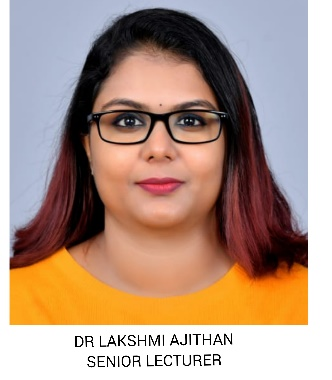 DR LAKSHMI AJITHAN
SENIOR LECTURER